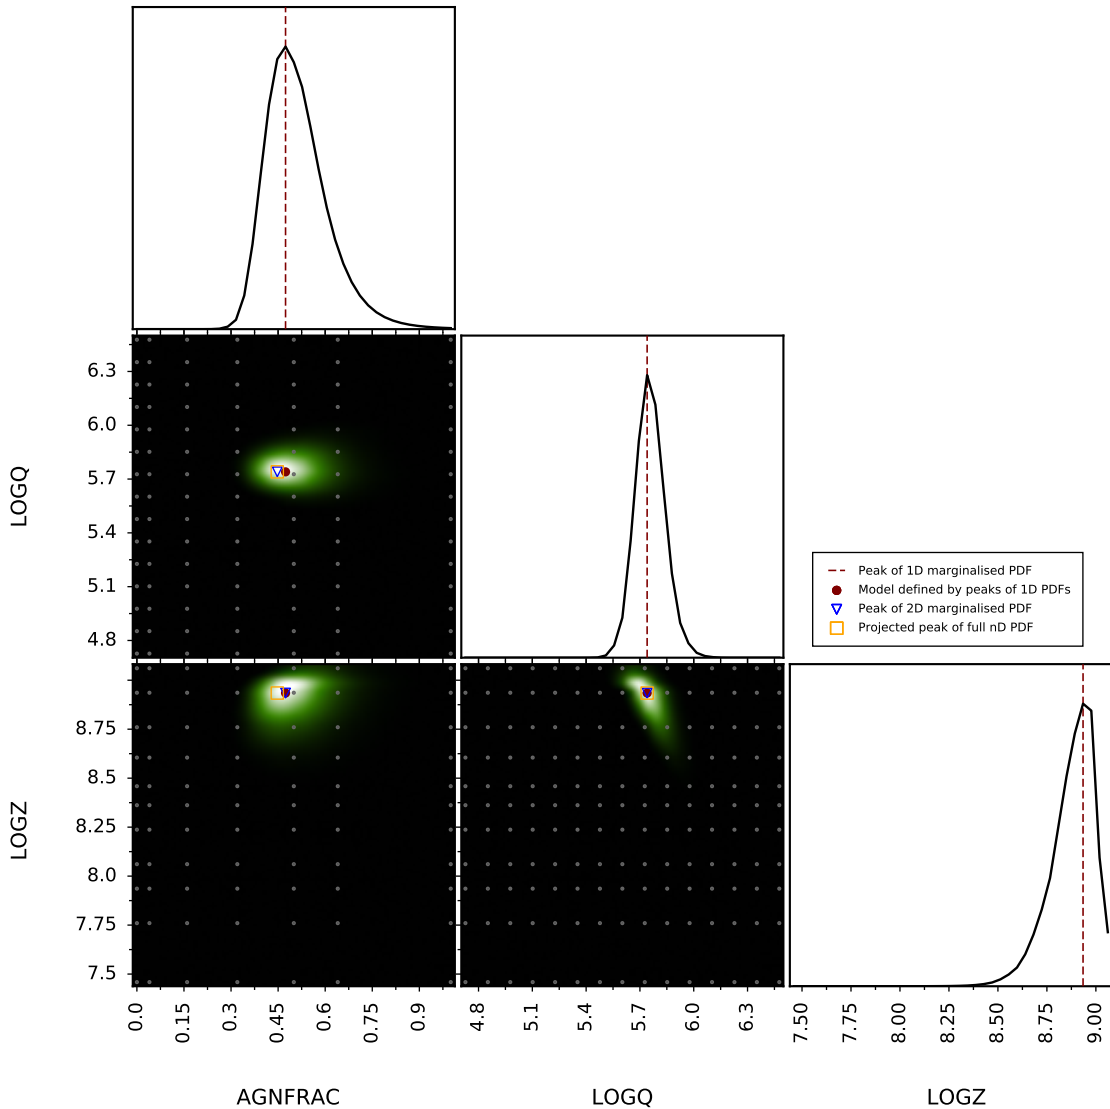 6.3
6.0
5.7
5.4
5.1
4.8
LOGQ
Peak of 1D marginalised PDF
Model defined by peaks of 1D PDFs
Peak of 2D marginalised PDF
Projected peak of full nD PDF
8.75
8.5
8.25
8.0
7.75
7.5
LOGZ
0.0 0.15 0.3 0.45 0.6 0.75 0.9
4.8 5.1 5.4 5.7 6.0 6.3
7.50 7.75 8.00 8.25 8.50 8.75 9.00
AGNFRAC LOGQ LOGZ